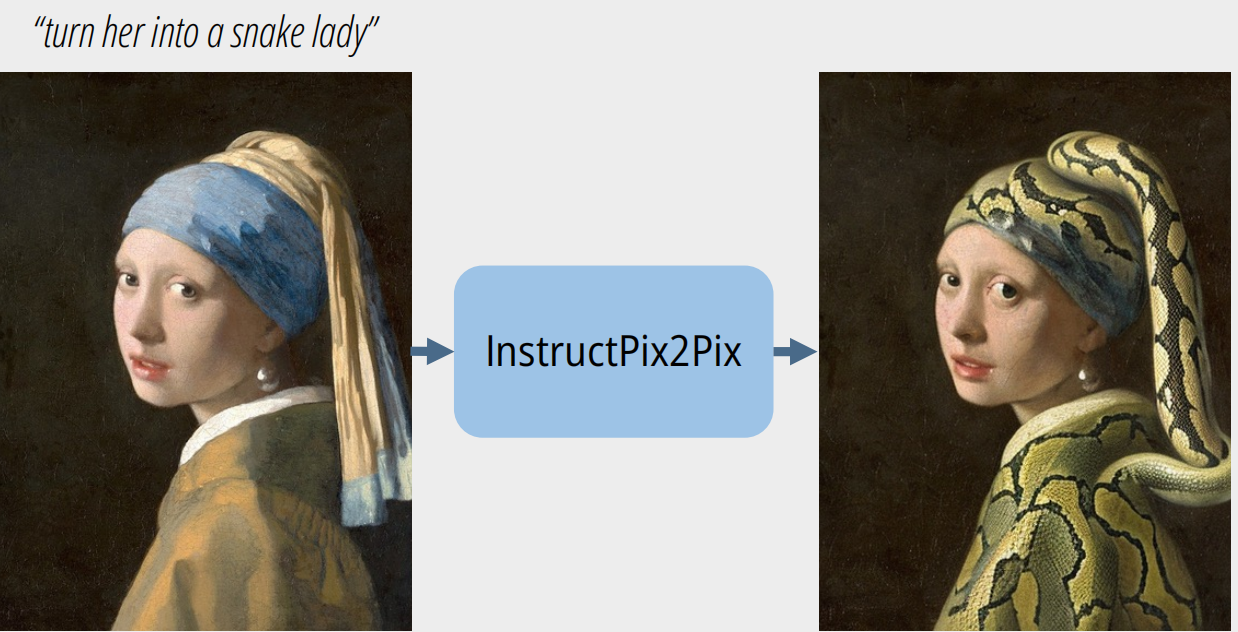 “turn her into a snake lady”
InstructPix2Pix